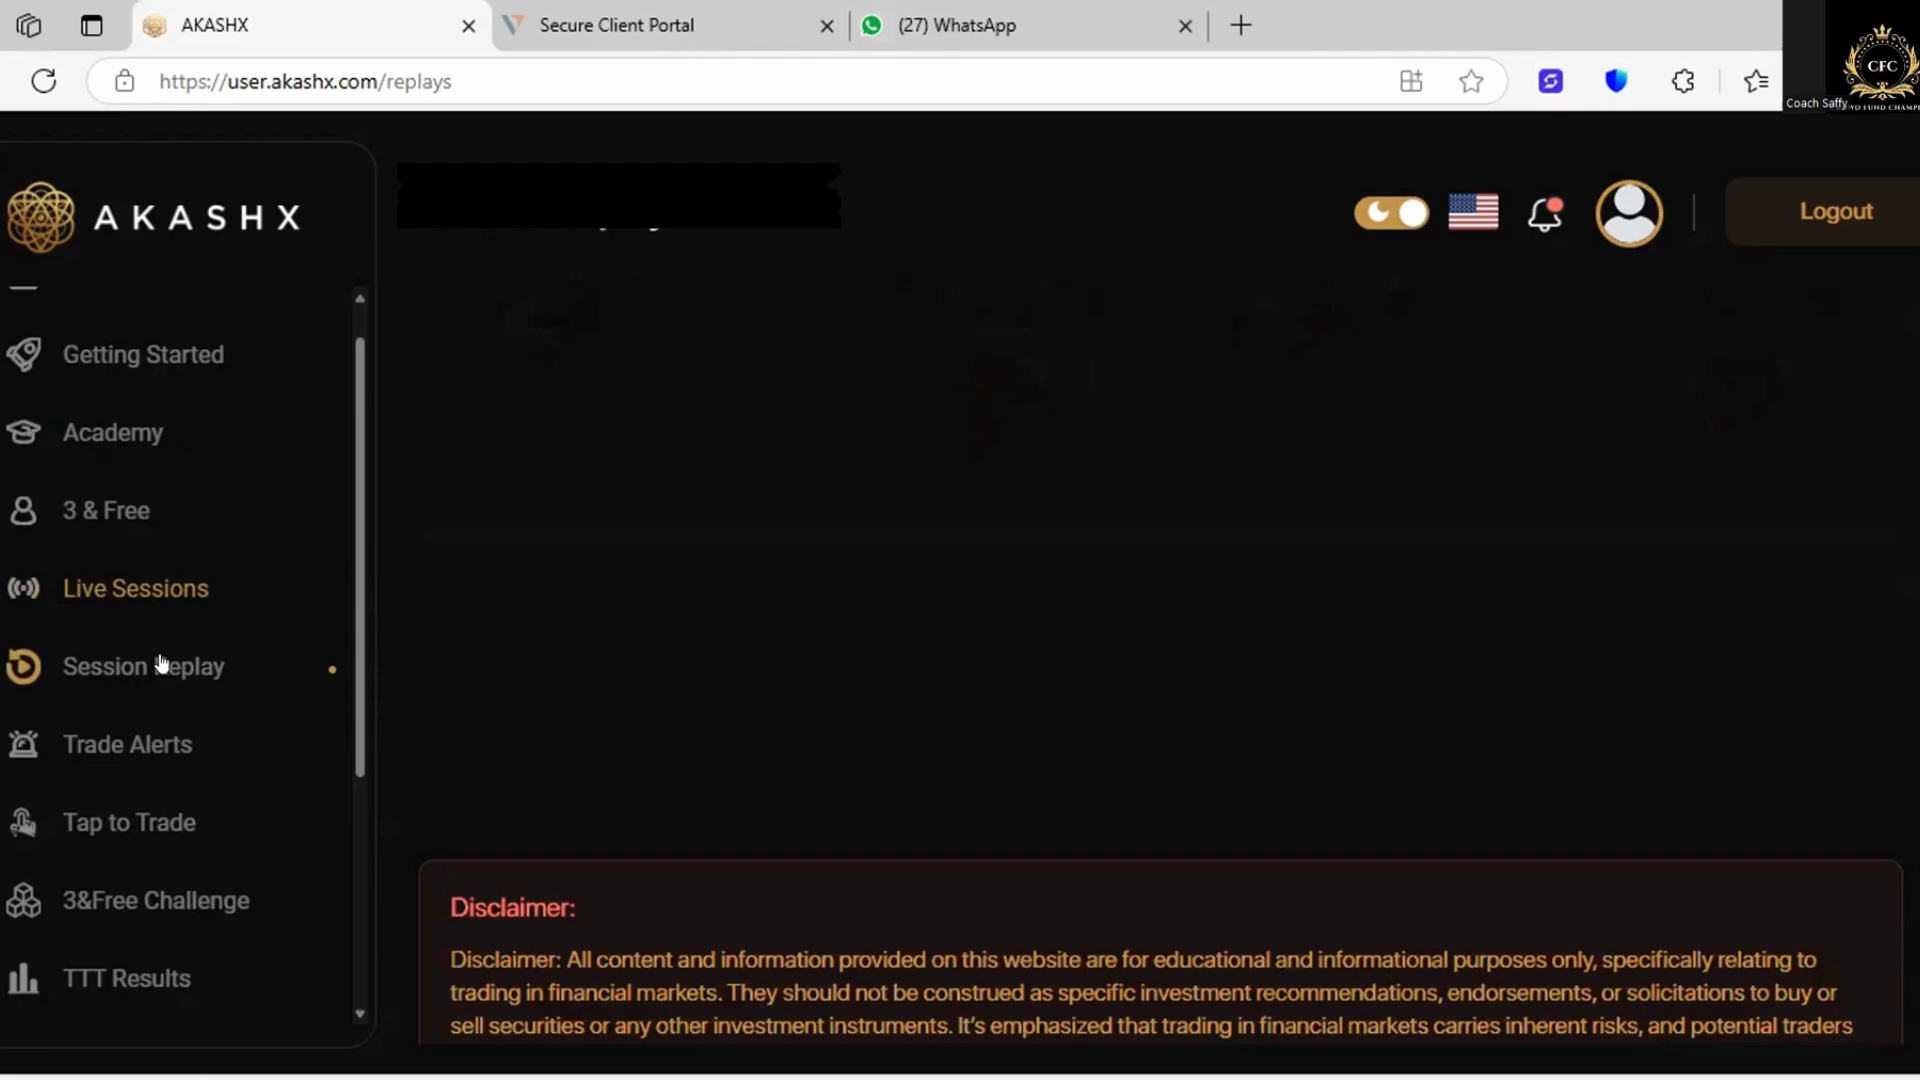 AKASHX
Secure Client Portal
(27) WhatsApp
https://user.akashx.com/replays
CFC
Coach Saffy
AKASHX
Logout
Getting Started
Academy
3 & Free
Live Sessions
Session Replay
Trade Alerts
Tap to Trade
3&Free Challenge
TTT Results
Disclaimer:
Disclaimer: All content and information provided on this website are for educational and informational purposes only, specifically relating to
trading in financial markets. They should not be construed as specific investment recommendations, endorsements, or solicitations to buy or
sell securities or any other investment instruments. It's emphasized that trading in financial markets carries inherent risks, and potential traders